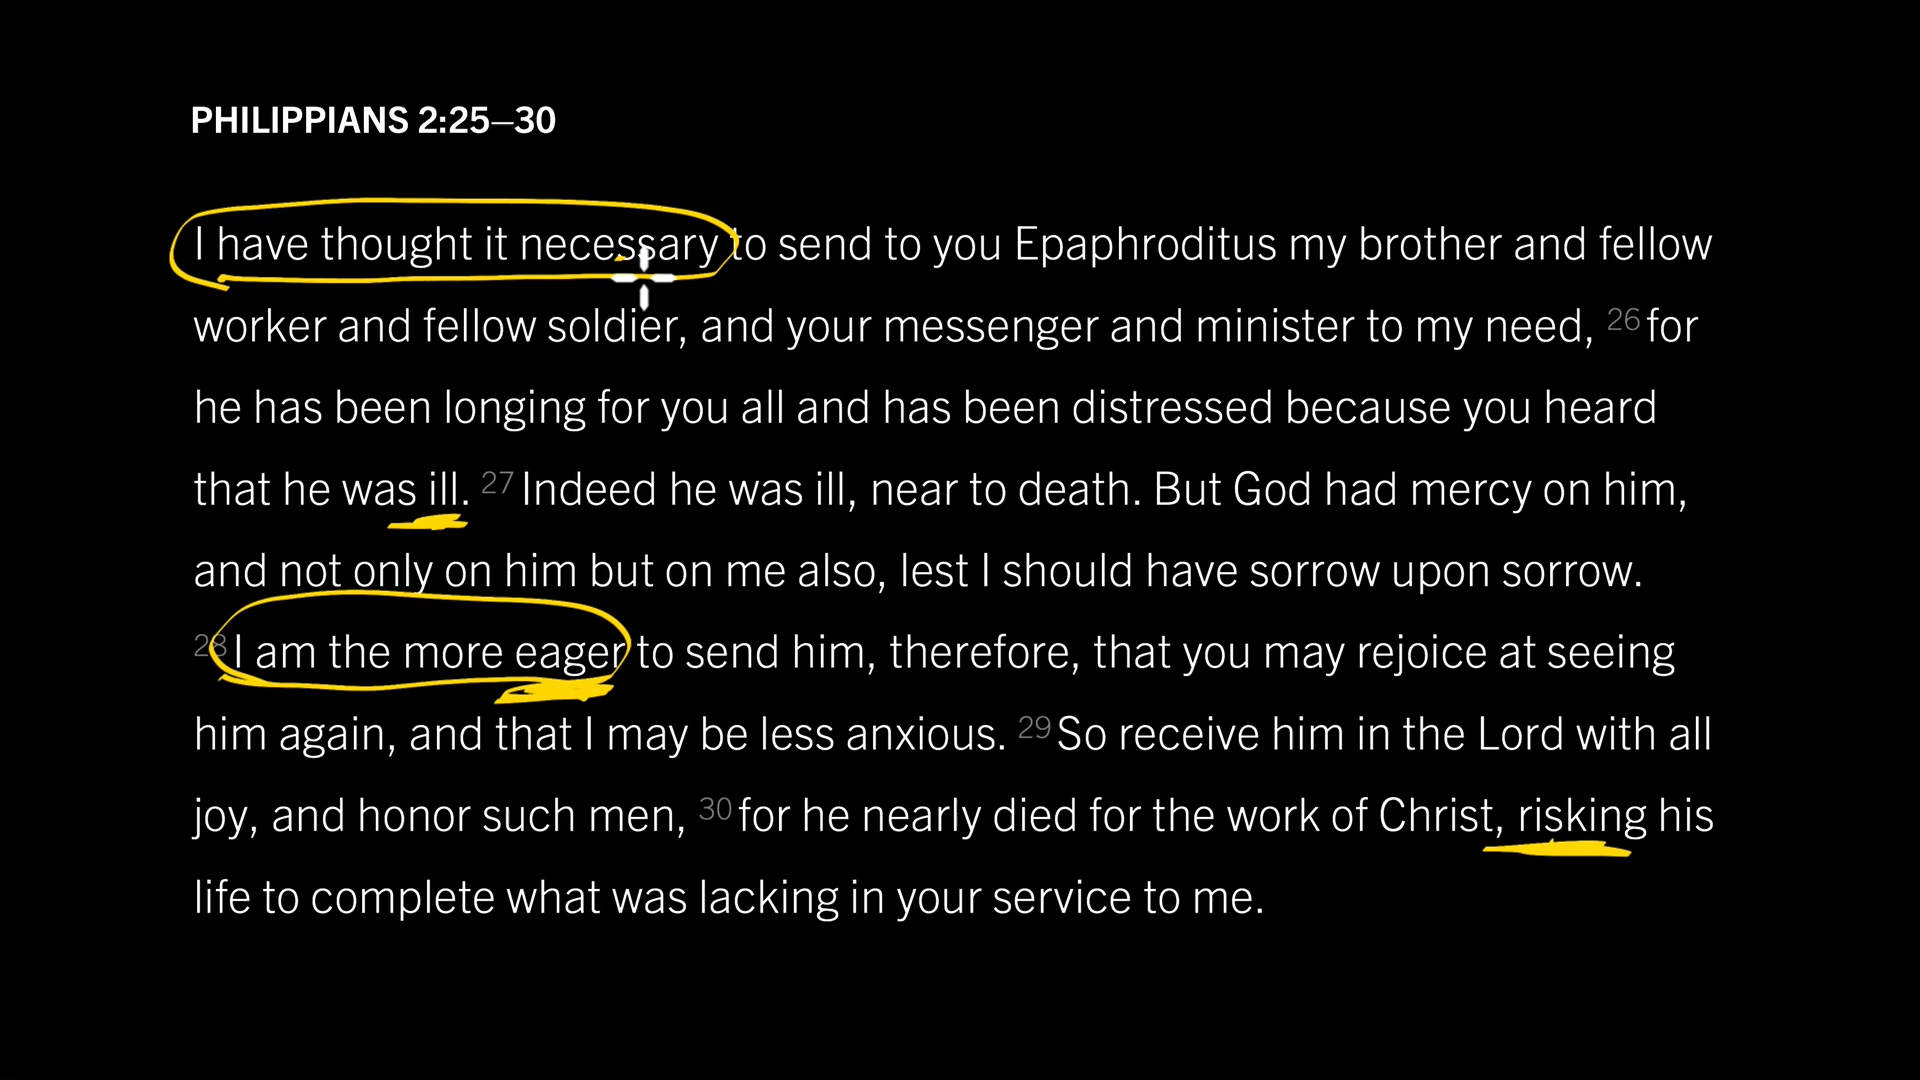 PHILIPPIANS 2:25–30
I have thought it necessary to send to you Epaphroditus my brother and fellow
worker and fellow soldier, and your messenger and minister to my need, 26 for
he has been longing for you all and has been distressed because you heard
that he was ill. 27 Indeed he was ill, near to death. But God had mercy on him,
and not only on him but on me also, lest I should have sorrow upon sorrow.
28 I am the more eager to send him, therefore, that you may rejoice at seeing
him again, and that I may be less anxious. 29 So receive him in the Lord with all
joy, and honor such men, 30 for he nearly died for the work of Christ, risking his
life to complete what was lacking in your service to me.